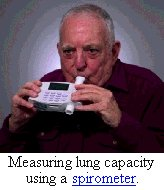 Measuring lung capacity
using a spirometer.